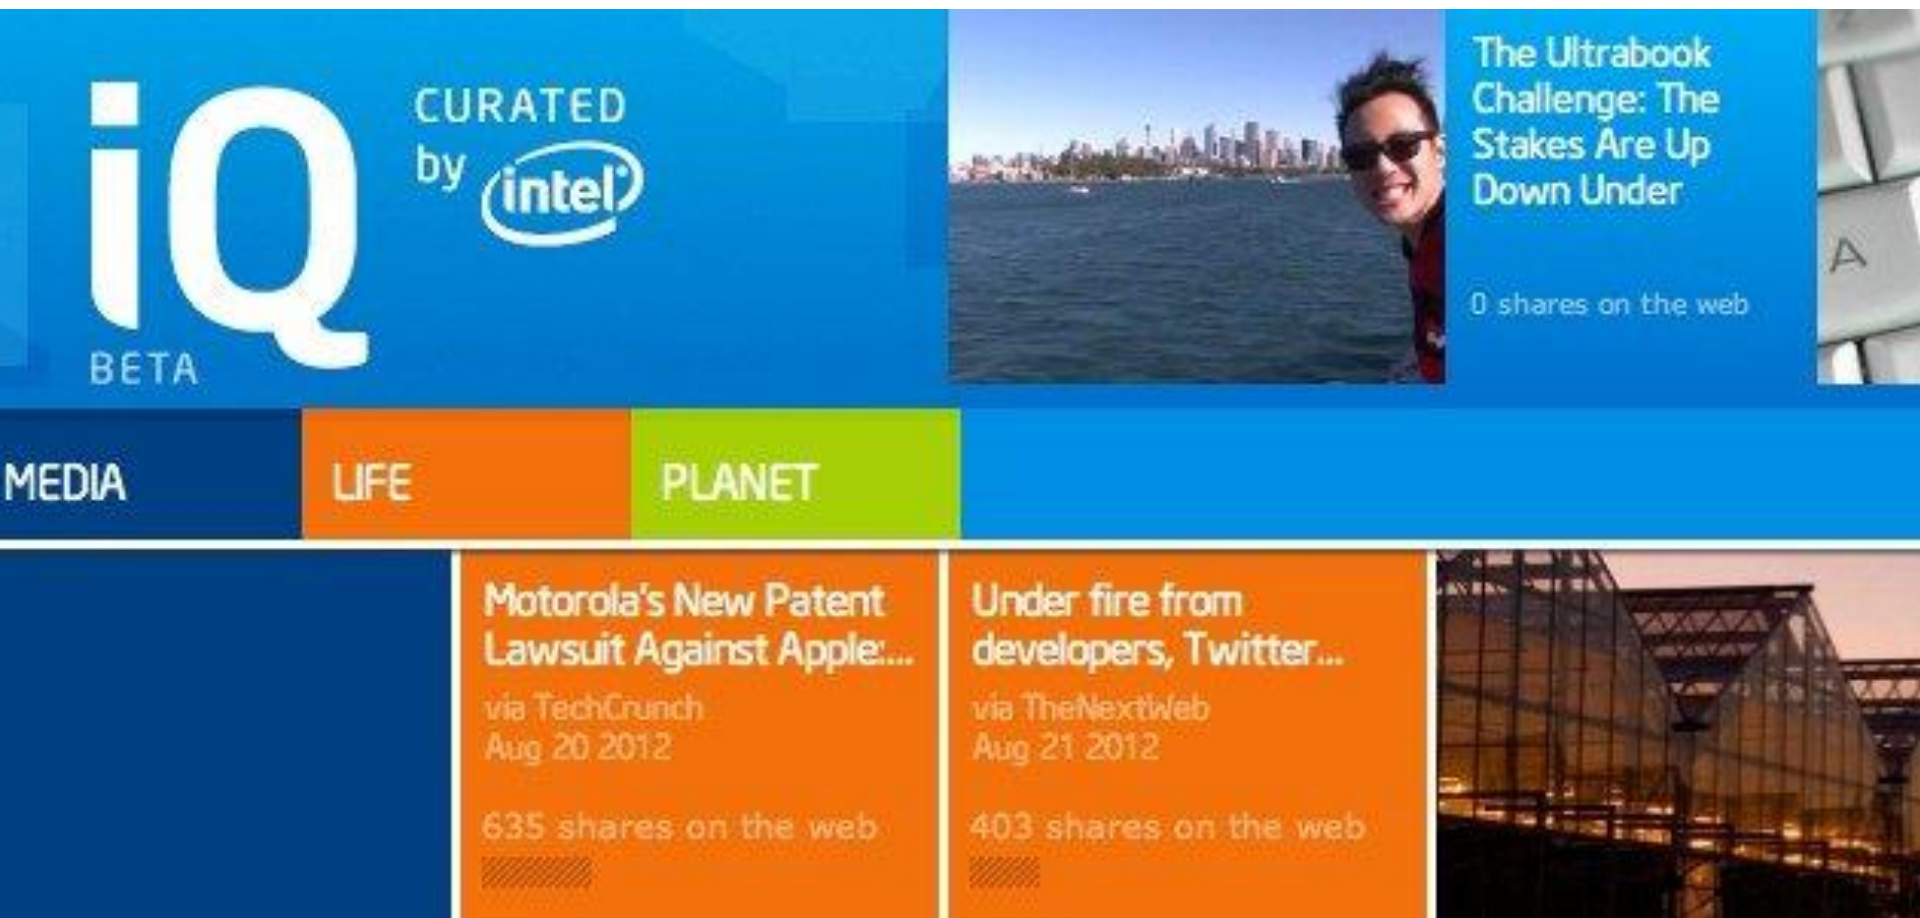 iQ
BETA
CURATED
by intel
The Ultrabook
Challenge: The
Stakes Are Up
Down Under
0 shares on the web
A
MEDIA
LIFE
PLANET
Motorola's New Patent
Lawsuit Against Apple:...
via TechCrunch
Aug 20 2012
635 shares on the web
Under fire from
developers, Twitter...
via TheNextWeb
Aug 21 2012
403 shares on the web